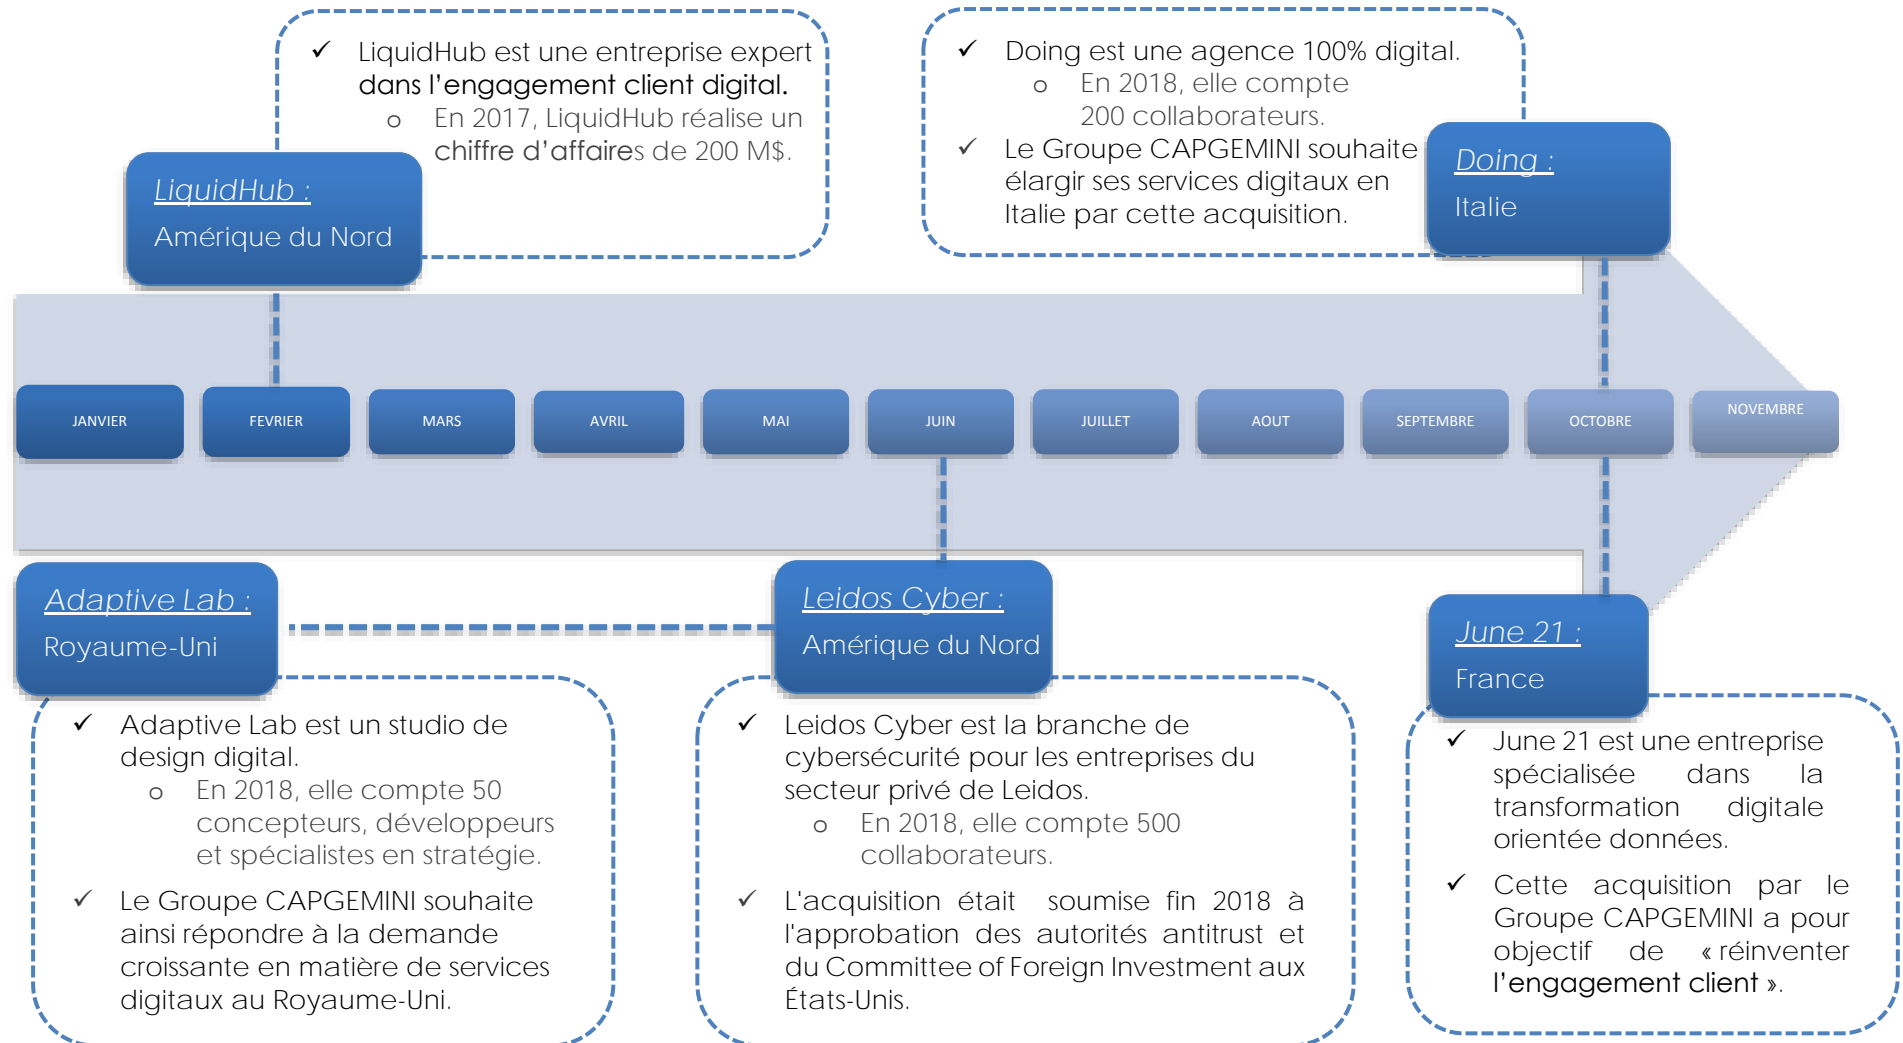 ✓ LiquidHub est une entreprise expert
dans l’engagement client digital.
o En 2017, LiquidHub réalise un
chiffre d’affaires de 200 M$.
LiquidHub :
Amérique du Nord
✓ Doing est une agence 100% digital.
o En 2018, elle compte
200 collaborateurs.
✓ Le Groupe CAPGEMINI souhaite
élargir ses services digitaux en
Italie par cette acquisition.
Doing :
Italie
JANVIER
FEVRIER
MARS
AVRIL
MAI
JUIN
JUILLET
AOUT
SEPTEMBRE
OCTOBRE
NOVEMBRE
Adaptive Lab :
Royaume-Uni
✓ Adaptive Lab est un studio de
design digital.
o En 2018, elle compte 50
concepteurs, développeurs
et spécialistes en stratégie.
✓ Le Groupe CAPGEMINI souhaite
ainsi répondre à la demande
croissante en matière de services
digitaux au Royaume-Uni.
Leidos Cyber :
Amérique du Nord
✓ Leidos Cyber est la branche de
cybersécurité pour les entreprises du
secteur privé de Leidos.
o En 2018, elle compte 500
collaborateurs.
✓ L'acquisition était soumise fin 2018 à
l'approbation des autorités antitrust et
du Committee of Foreign Investment aux
États-Unis.
June 21 :
France
✓ June 21 est une entreprise
spécialisée dans la
transformation digitale
orientée données.
✓ Cette acquisition par le
Groupe CAPGEMINI a pour
objectif de « réinventer
l’engagement client ».